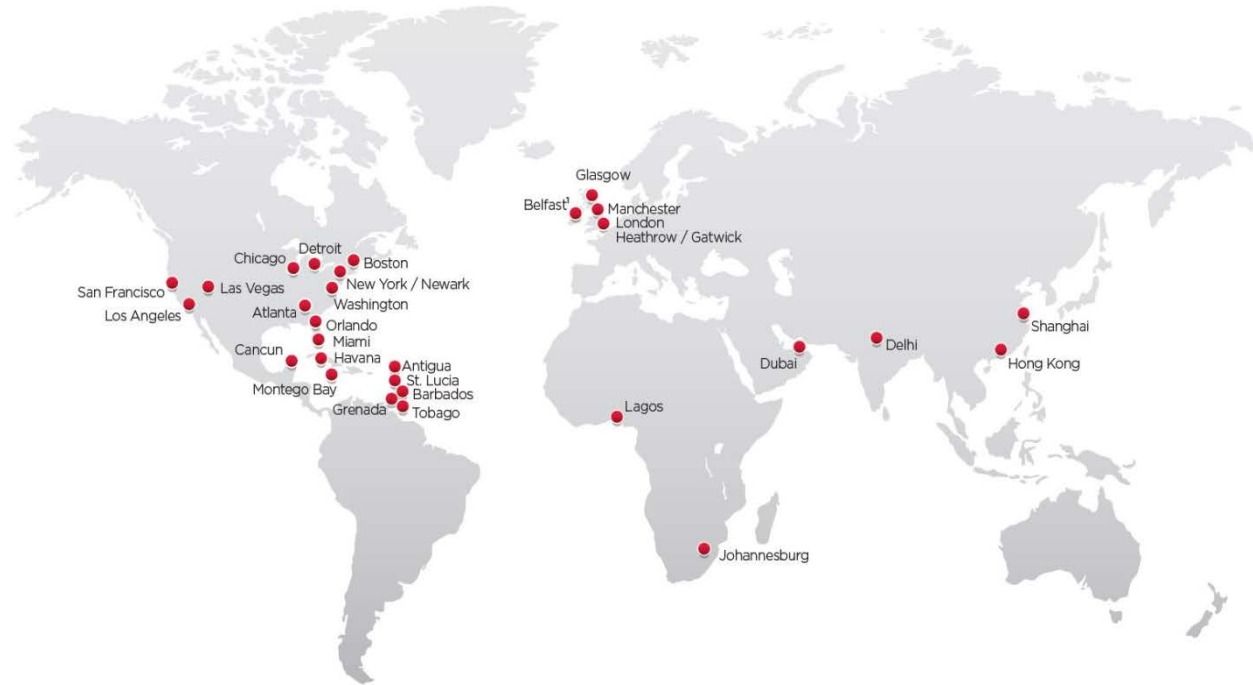 Glasgow
Belfast¹
Manchester
London
Heathrow / Gatwick
Detroit
Chicago
Boston
San Francisco
Las Vegas
New York / Newark
Los Angeles
Atlanta
Washington
Orlando
Miami
Cancun
Havana
Montego Bay
Antigua
St. Lucia
Barbados
Grenada
Tobago
Shanghai
Delhi
Dubai
Hong Kong
Lagos
Johannesburg